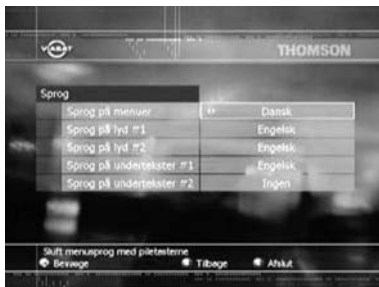 VIASAT
THOMSON
Sprog
Sprog på menuer Dansk
Sprog på lyd #1 Engelsk
Sprog på lyd #2 Engelsk
Sprog på undertekster #1 Engelsk
Sprog på undertekster #2 Ingen
Skift menusprog med piletasterne
Bevæge Tilbage Afslut